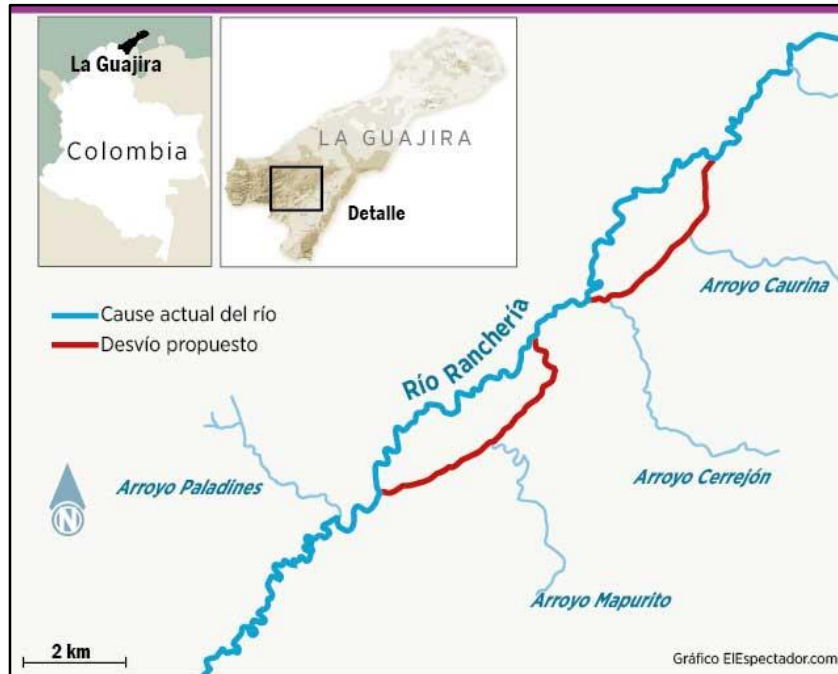 La Guajira
Colombia
LA GUAJIRA
Detalle
Cause actual del río
Desvío propuesto
Río Ranchería
Arroyo Caurina
Arroyo Cerrejón
Arroyo Paladines
Arroyo Mapurito
N
2 km
Gráfico ElEspectador.com